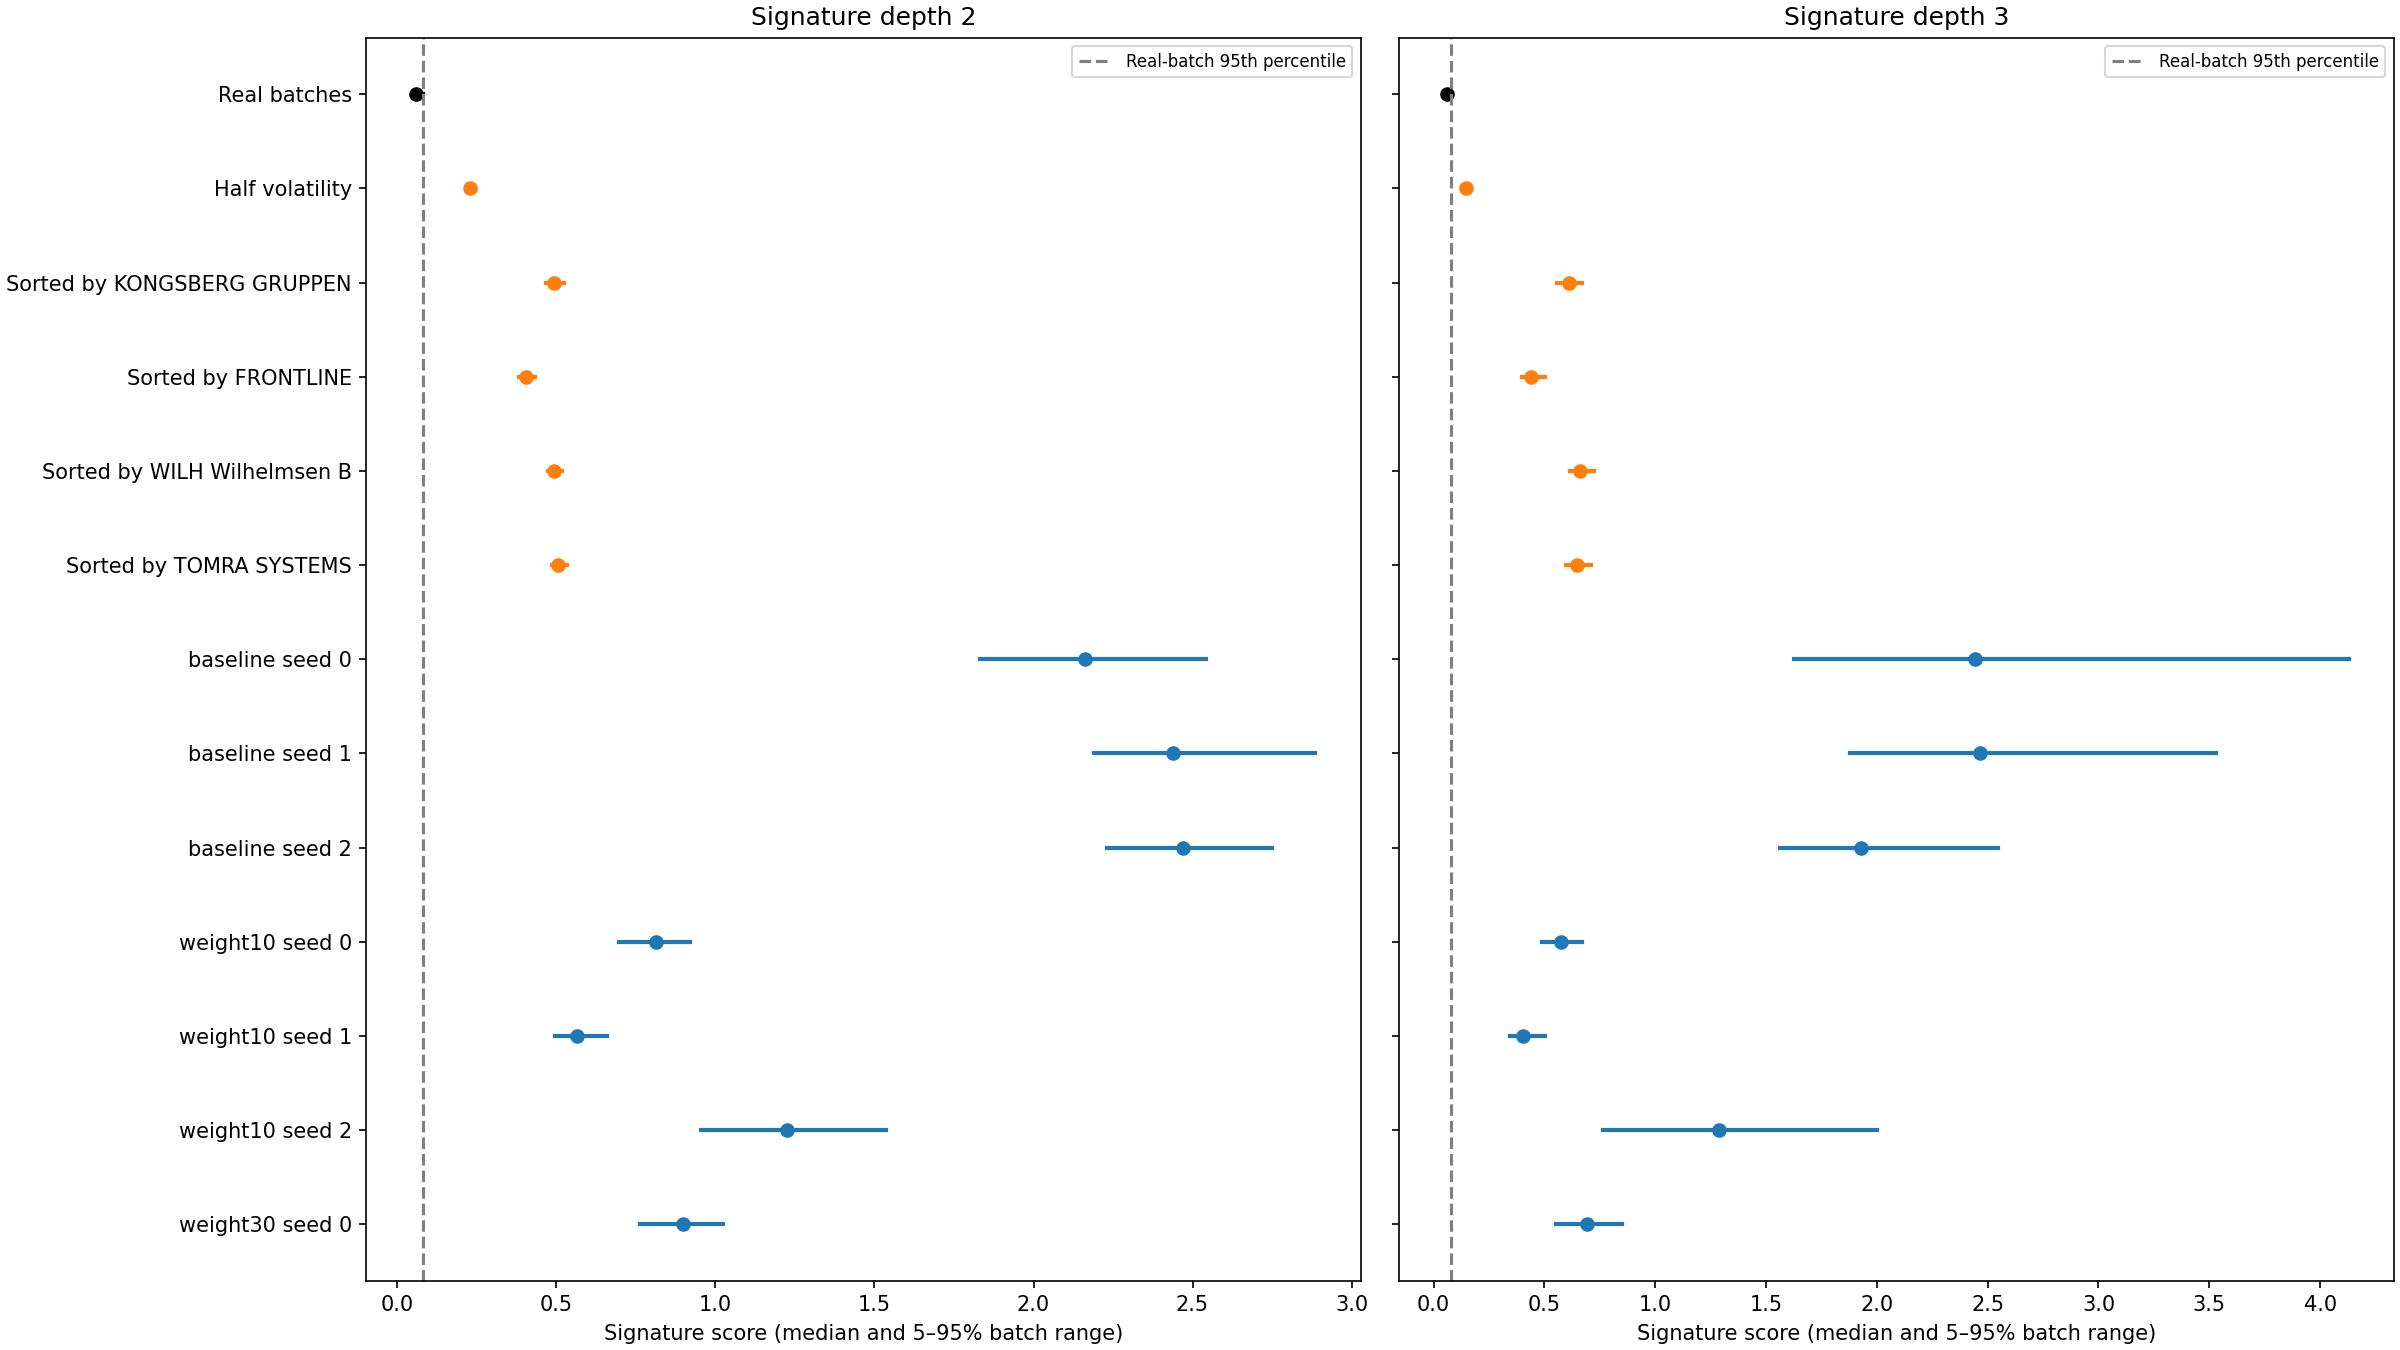 Signature depth 2
Real-batch 95th percentile
Real batches
Half volatility
Sorted by KONGSBERG GRUPPEN
Sorted by FRONTLINE
Sorted by WILH Wilhelmsen B
Sorted by TOMRA SYSTEMS
baseline seed 0
baseline seed 1
baseline seed 2
weight10 seed 0
weight10 seed 1
weight10 seed 2
weight30 seed 0
0.0 0.5 1.0 1.5 2.0 2.5 3.0
Signature score (median and 5–95% batch range)
Signature depth 3
Real-batch 95th percentile
0.0 0.5 1.0 1.5 2.0 2.5 3.0 3.5 4.0
Signature score (median and 5–95% batch range)